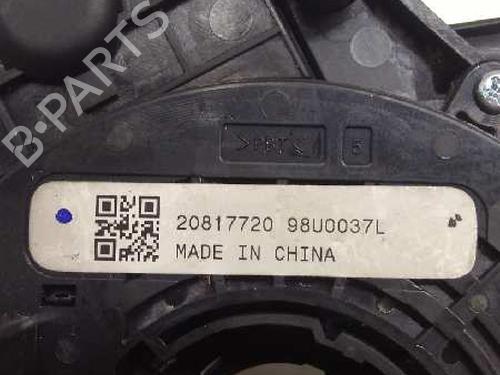 B-PARTS
>PBT<
5
20817720 98U0037L
MADE IN CHINA